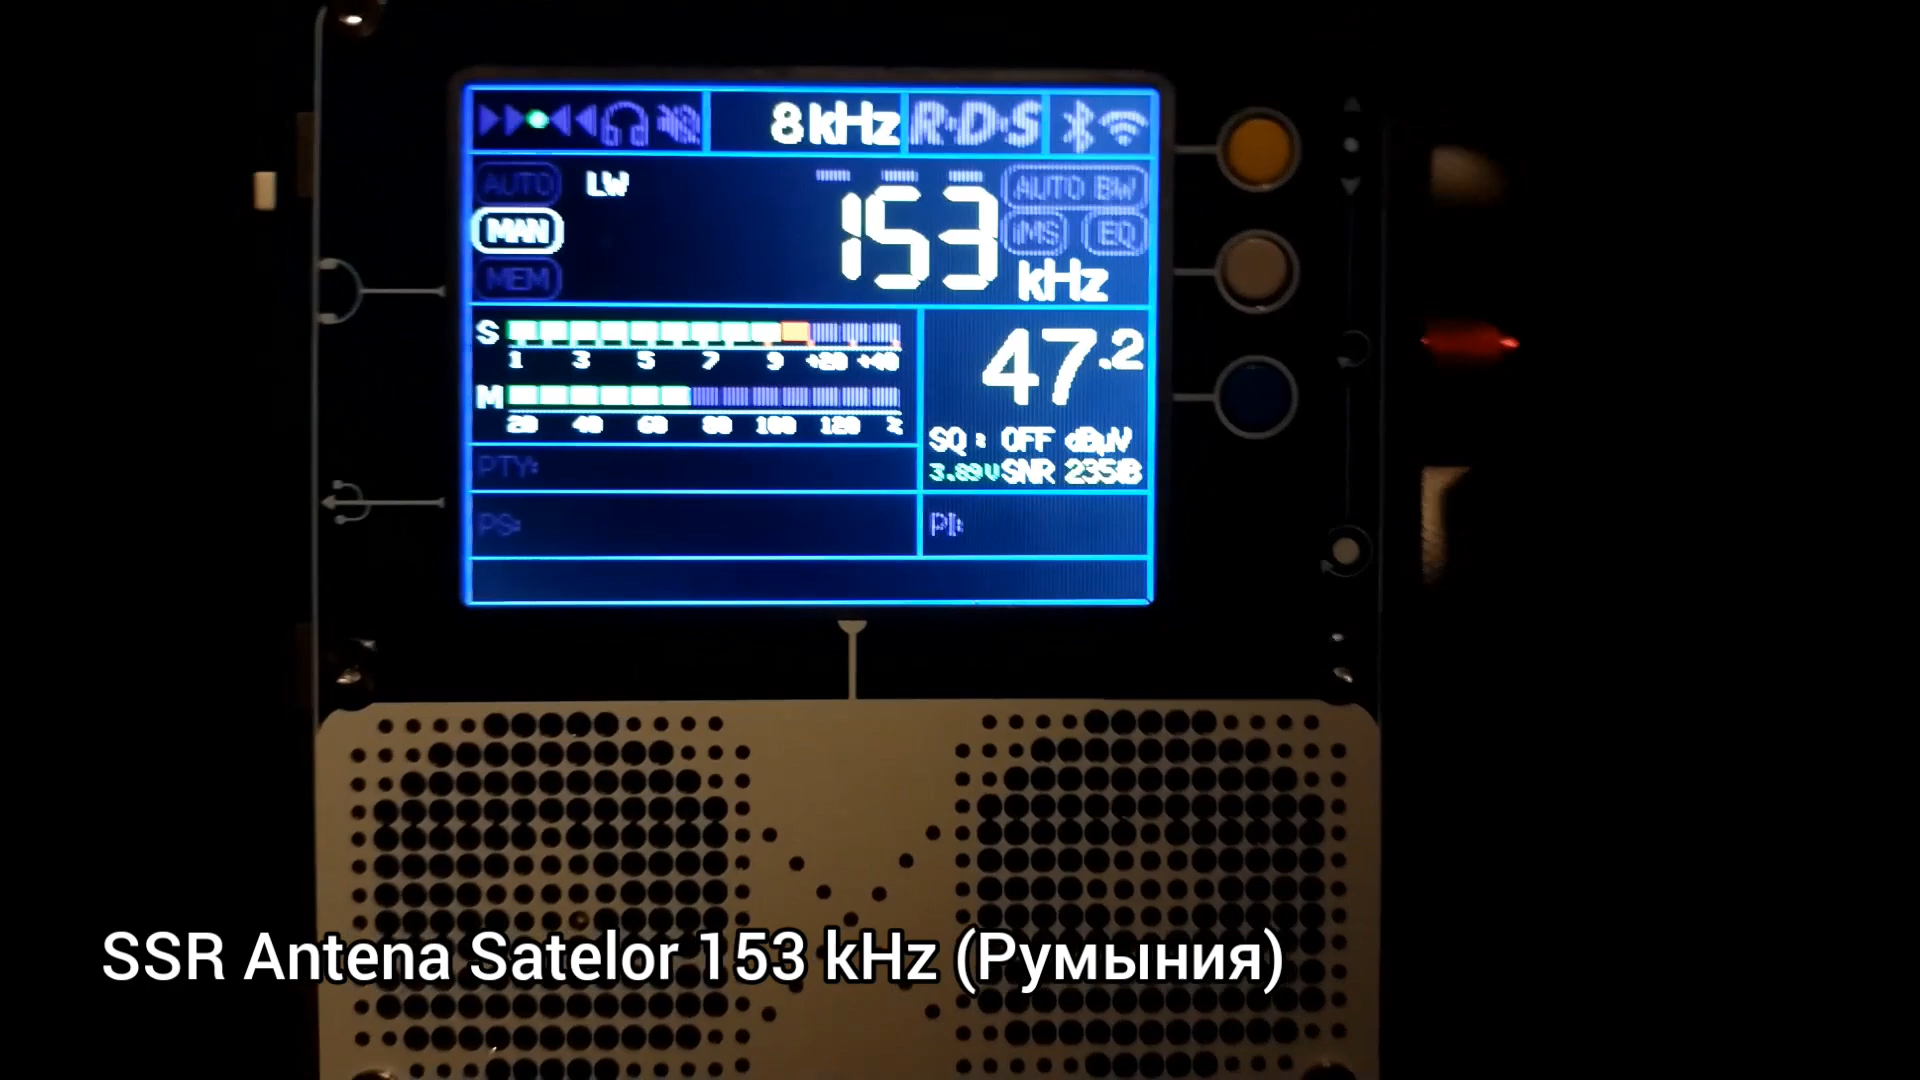 8kHz RDS
AUTO LW AUTO BW
MAN 153 iMS EQ
MEM kHz
S
1 3 5 7 9 +20 +40
47.2
M
20 40 60 80 100 120 %
SQ: OFF dBµV
3.89V SNR 23dB
PTY:
PS: PI:
SSR Antena Satelor 153 kHz (Румыния)